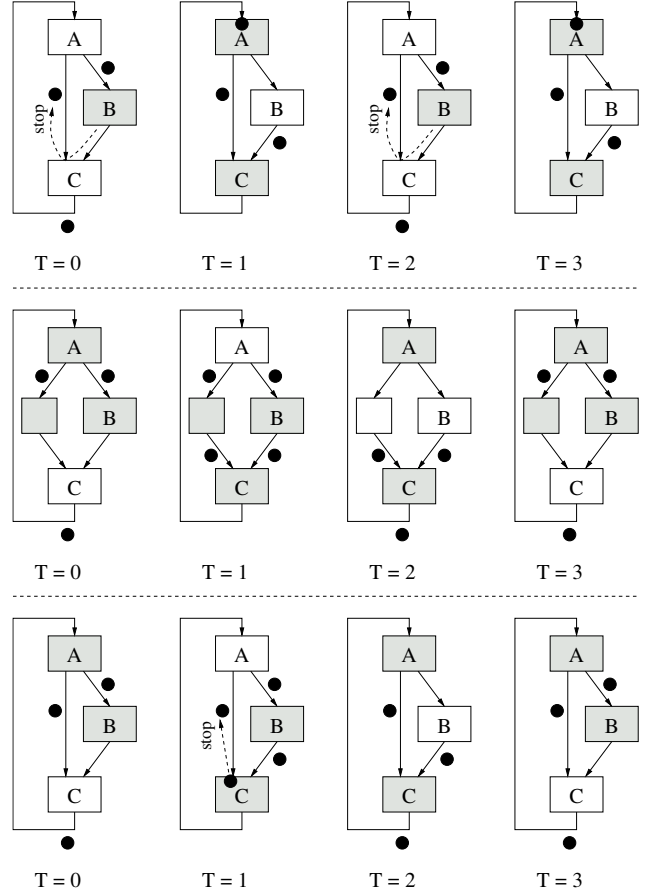 A A A A
stop B B stop B B
C C C C
T = 0 T = 1 T = 2 T = 3
A A A A
B B B B
C C C C
T = 0 T = 1 T = 2 T = 3
A A A A
B stop B B B
C C C C
T = 0 T = 1 T = 2 T = 3